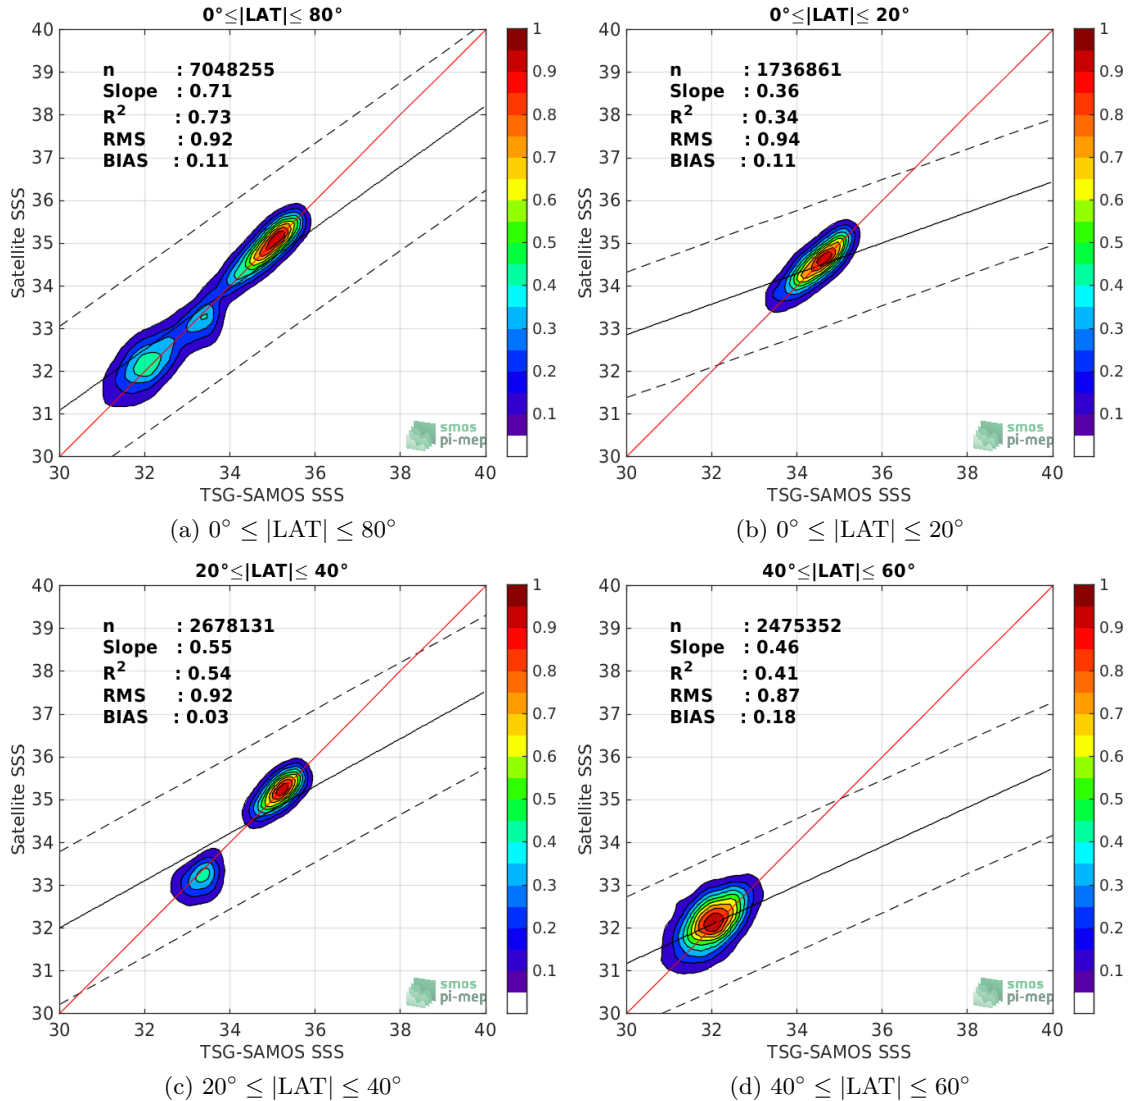 0°≤|LAT|≤ 80°
n : 7048255
Slope : 0.71
R² : 0.73
RMS : 0.92
BIAS : 0.11
Satellite SSS
40
39
38
37
36
35
34
33
32
31
30
30 32 34 36 38 40
TSG-SAMOS SSS
1
0.9
0.8
0.7
0.6
0.5
0.4
0.3
0.2
0.1
smos
pi-mep
(a) 0° ≤ |LAT| ≤ 80°
0°≤|LAT|≤ 20°
n : 1736861
Slope : 0.36
R² : 0.34
RMS : 0.94
BIAS : 0.11
Satellite SSS
40
39
38
37
36
35
34
33
32
31
30
30 32 34 36 38 40
TSG-SAMOS SSS
1
0.9
0.8
0.7
0.6
0.5
0.4
0.3
0.2
0.1
smos
pi-mep
(b) 0° ≤ |LAT| ≤ 20°
20°≤|LAT|≤ 40°
n : 2678131
Slope : 0.55
R² : 0.54
RMS : 0.92
BIAS : 0.03
Satellite SSS
40
39
38
37
36
35
34
33
32
31
30
30 32 34 36 38 40
TSG-SAMOS SSS
1
0.9
0.8
0.7
0.6
0.5
0.4
0.3
0.2
0.1
smos
pi-mep
(c) 20° ≤ |LAT| ≤ 40°
40°≤|LAT|≤ 60°
n : 2475352
Slope : 0.46
R² : 0.41
RMS : 0.87
BIAS : 0.18
Satellite SSS
40
39
38
37
36
35
34
33
32
31
30
30 32 34 36 38 40
TSG-SAMOS SSS
1
0.9
0.8
0.7
0.6
0.5
0.4
0.3
0.2
0.1
smos
pi-mep
(d) 40° ≤ |LAT| ≤ 60°